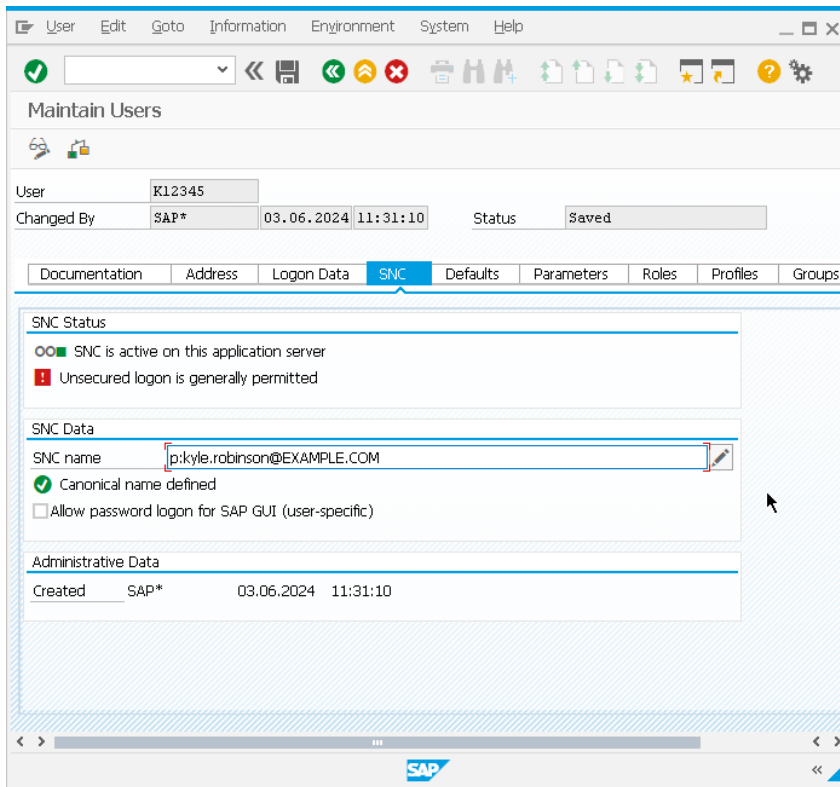 User Edit Goto Information Environment System Help
Maintain Users
User K12345
Changed By SAP* 03.06.2024 11:31:10 Status Saved
Documentation Address Logon Data SNC Defaults Parameters Roles Profiles Groups
SNC Status
SNC is active on this application server
! Unsecured logon is generally permitted
SNC Data
SNC name p:kyle.robinson@EXAMPLE.COM
Canonical name defined
Allow password logon for SAP GUI (user-specific)
Administrative Data
Created SAP* 03.06.2024 11:31:10
SAP